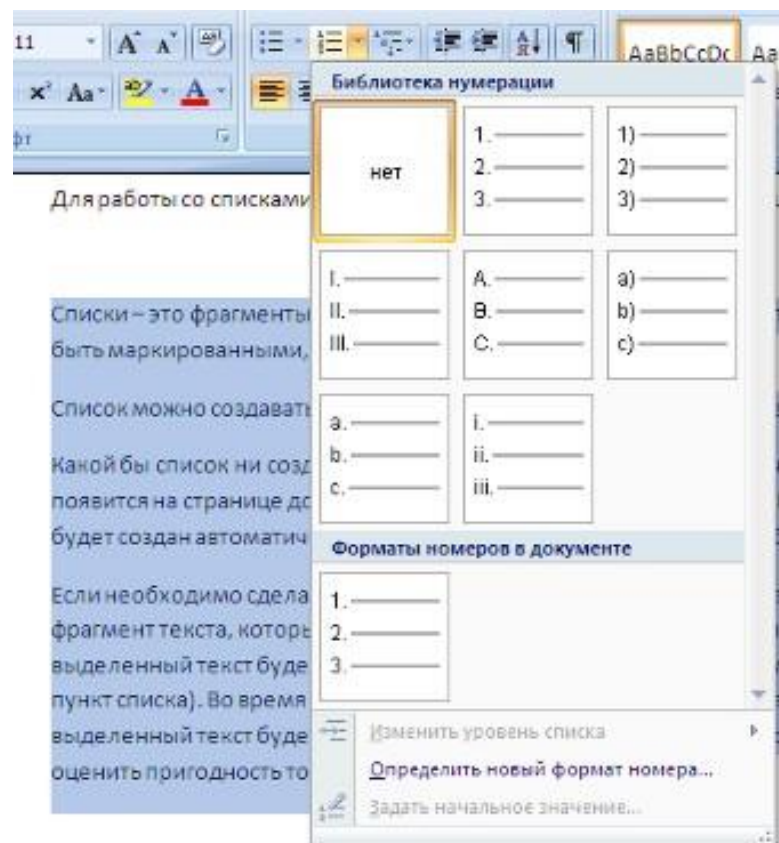 11
A A
x² Aa A
AaBbCcDc Aa
Библиотека нумерации
нет
1.
2.
3.
1)
2)
3)
I.
II.
III.
A.
B.
C.
a)
b)
c)
a.
b.
c.
i.
ii.
iii.
Форматы номеров в документе
1.
2.
3.
Изменить уровень списка
Определить новый формат номера...
Задать начальное значение...
Для работы со списками
Списки – это фрагменты
быть маркированными,
Список можно создавать
Какой бы список ни созд
появится на странице до
будет создан автоматич
Если необходимо сдела
фрагмент текста, которы
выделенный текст буде
пункт списка). Во время
выделенный текст буде
оценить пригодность то